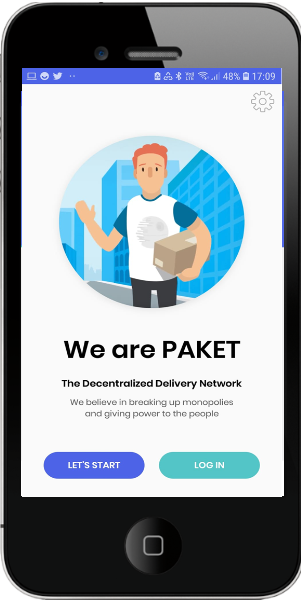 48% 17:09
We are PAKET
The Decentralized Delivery Network
We believe in breaking up monopolies
and giving power to the people
LET'S START LOG IN